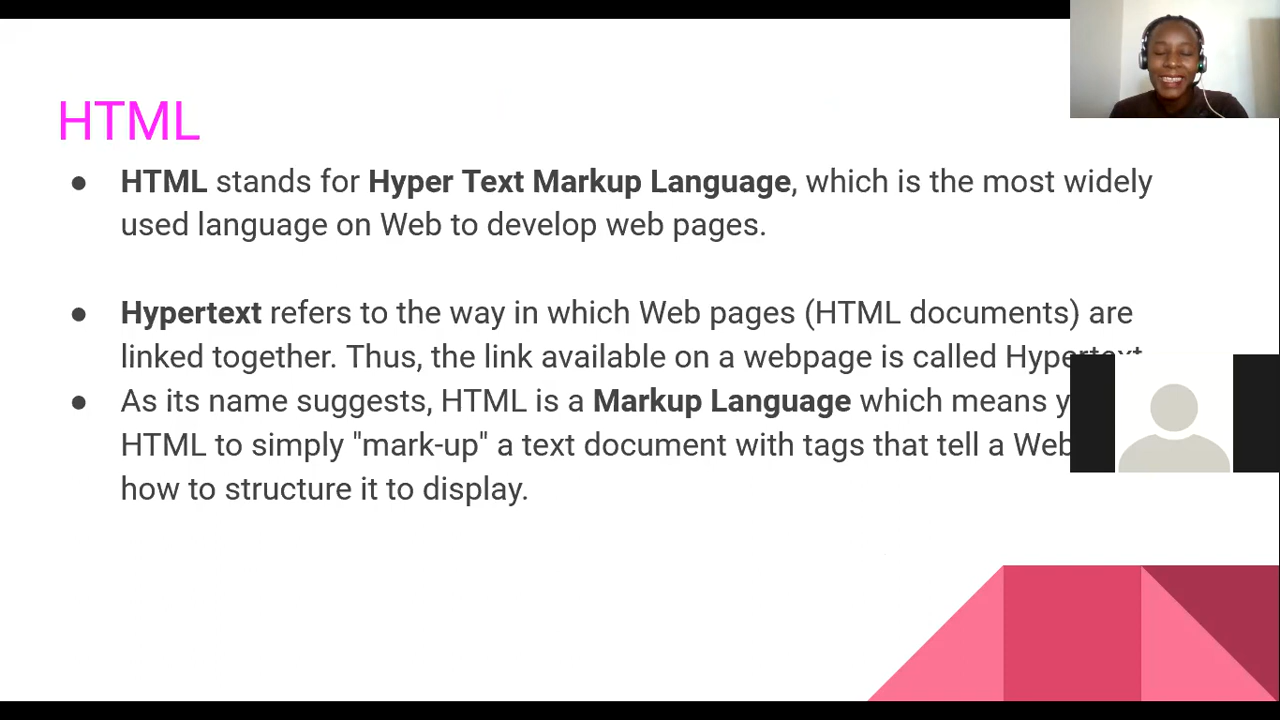 HTML
● HTML stands for Hyper Text Markup Language, which is the most widely
used language on Web to develop web pages.
● Hypertext refers to the way in which Web pages (HTML documents) are
linked together. Thus, the link available on a webpage is called Hypertext
● As its name suggests, HTML is a Markup Language which means
HTML to simply "mark-up" a text document with tags that tell a Web
how to structure it to display.